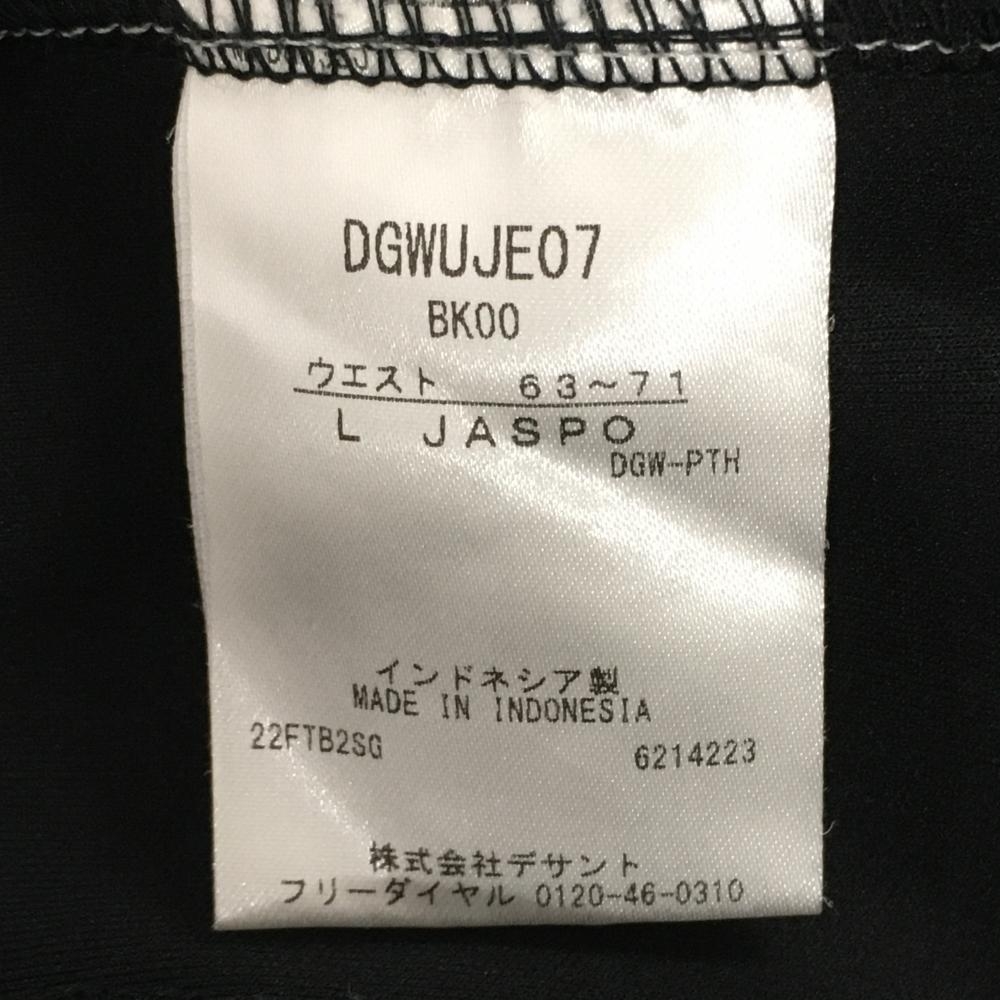 DGWUJE07
BK00
ウエスト 63～71
L JASPO
DGW-PTH
インドネシア製
MADE IN INDONESIA
22FTB2SG 6214223
株式会社デサント
フリーダイヤル 0120-46-0310